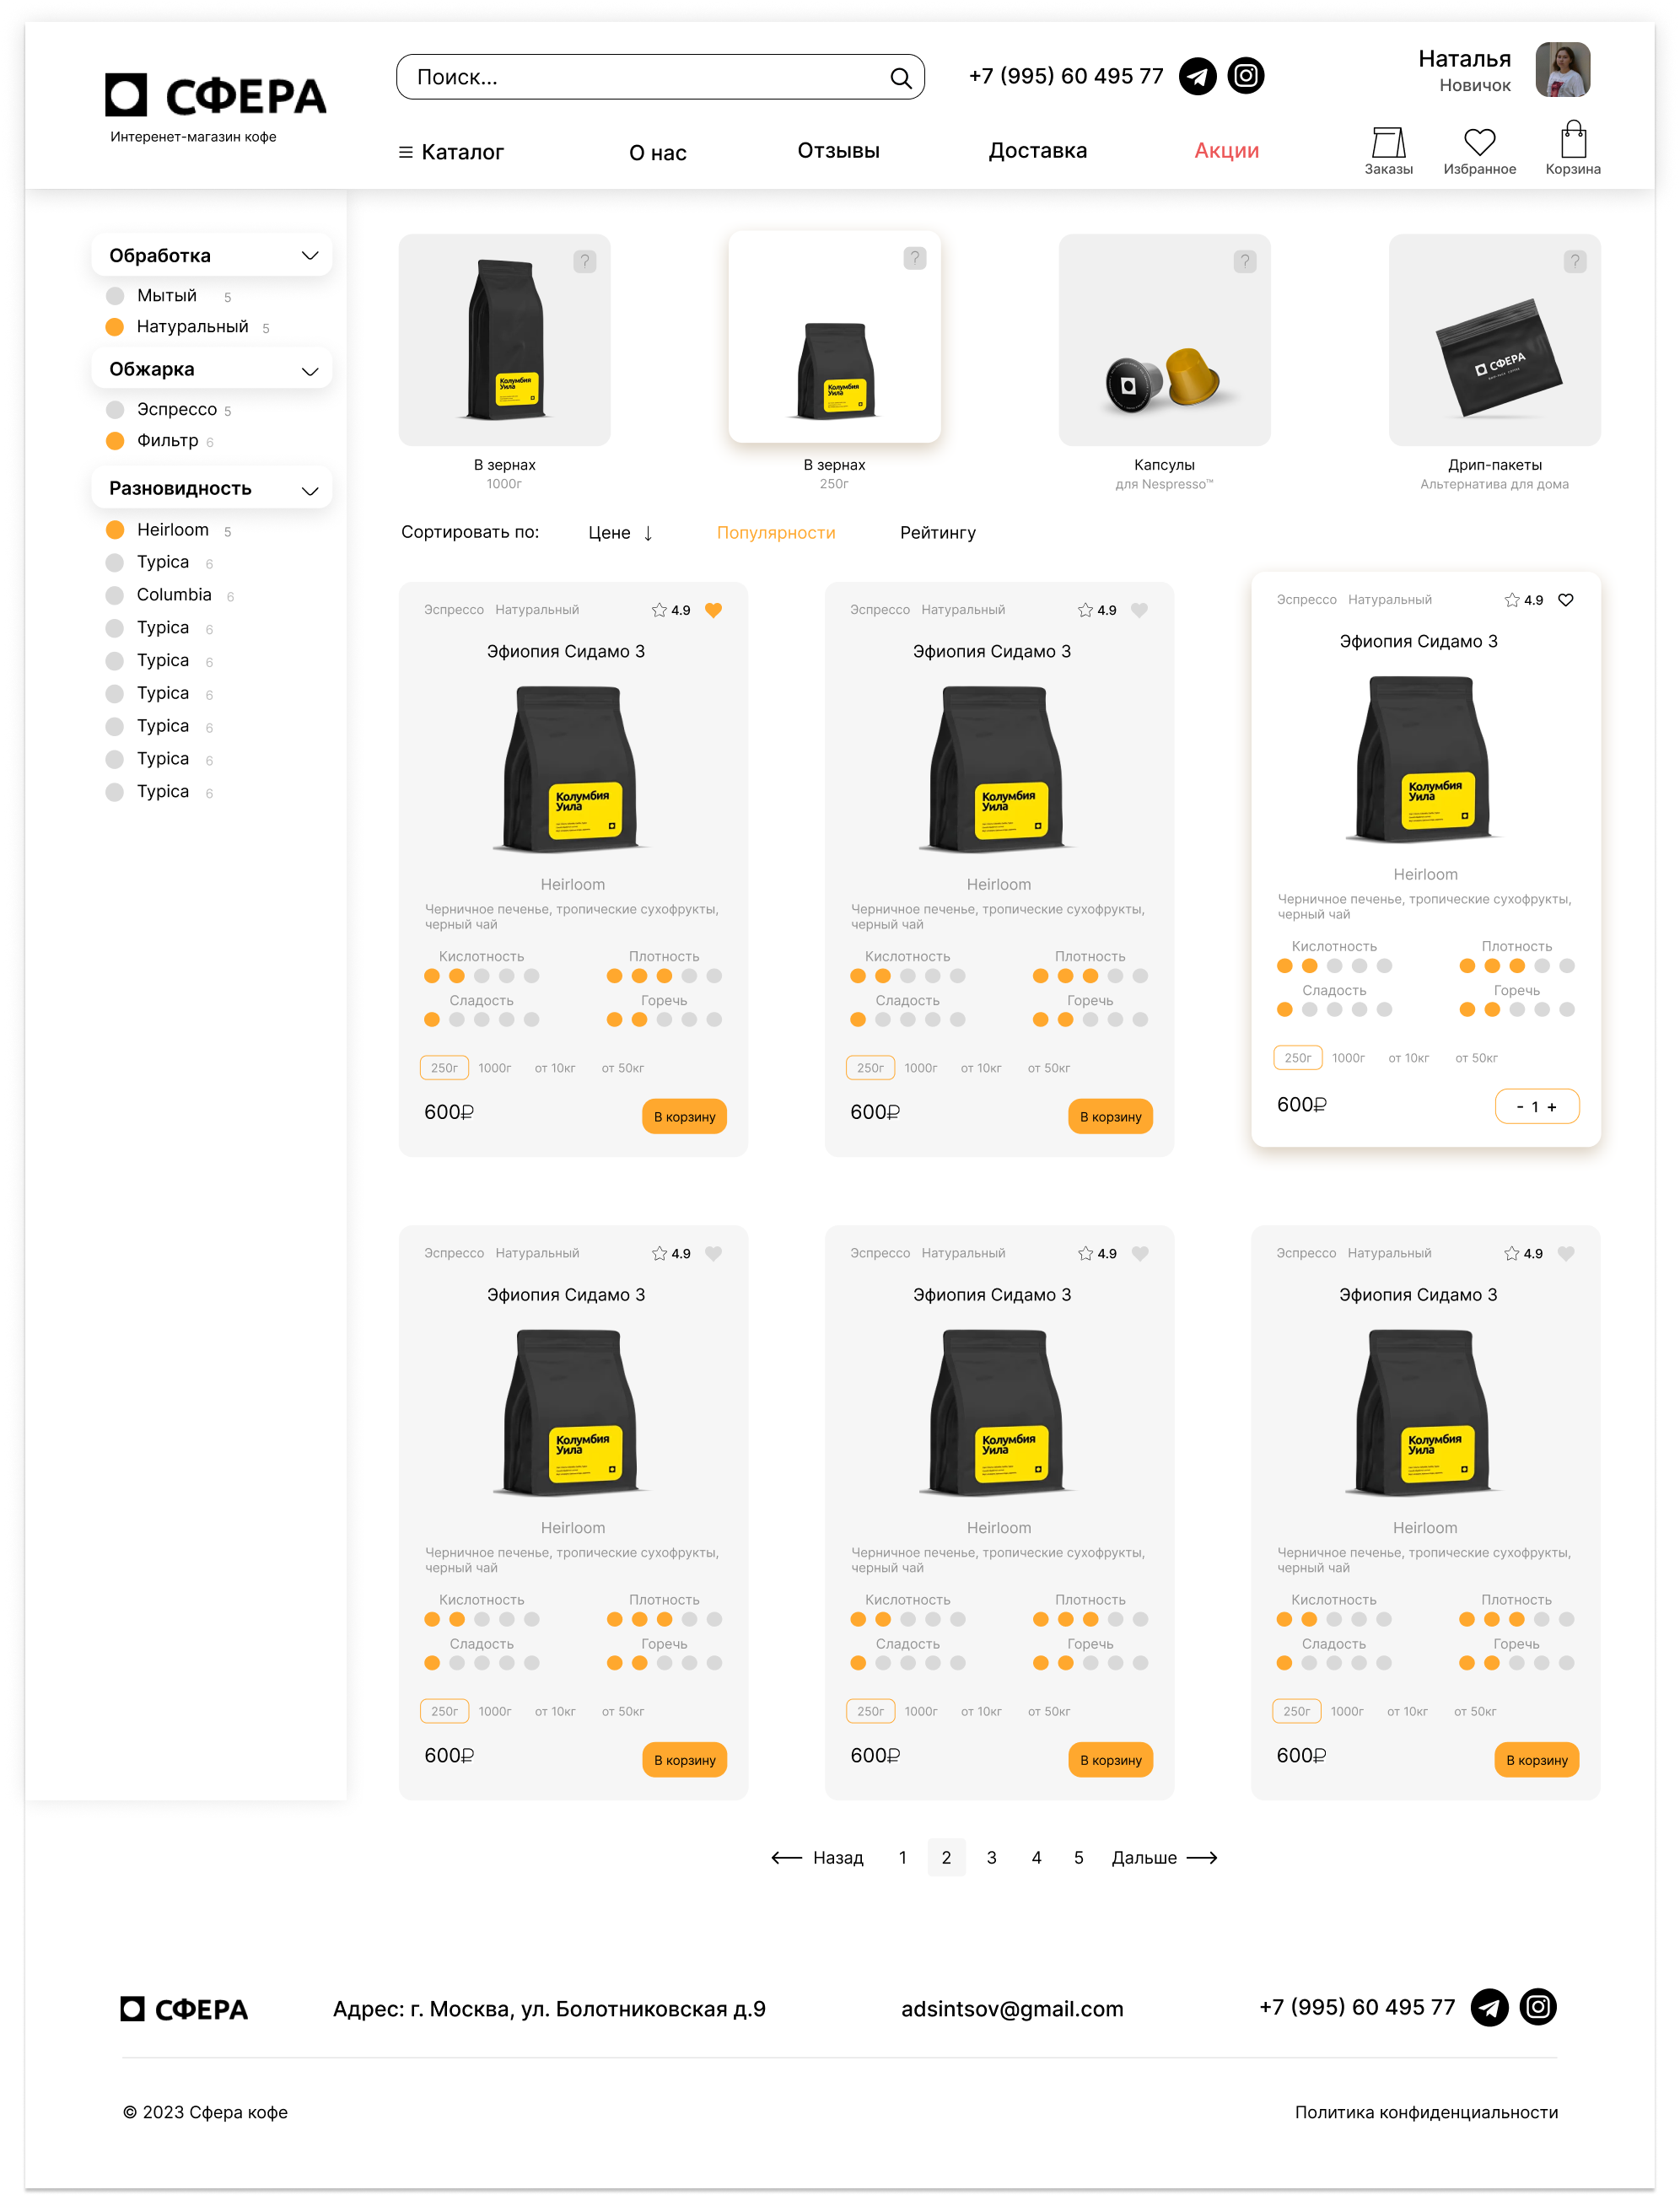 СФЕРА
Интеренет-магазин кофе
Поиск...
+7 (995) 60 495 77
Наталья
Новичок
Каталог
О нас
Отзывы
Доставка
Акции
Заказы
Избранное
Корзина
Обработка
Мытый 5
Натуральный 5
Обжарка
Эспрессо 5
Фильтр 6
Разновидность
Heirloom 5
Typica 6
Columbia 6
Typica 6
Typica 6
Typica 6
Typica 6
Typica 6
Typica 6
?
Колумбия
Уила
В зернах
1000г
?
Колумбия
Уила
В зернах
250г
?
Капсулы
для Nespresso™
?
СФЕРА
Дрип-пакеты
Альтернатива для дома
Сортировать по: Цене ↓ Популярности Рейтингу
Эспрессо Натуральный 4.9
Эфиопия Сидамо 3
Колумбия
Уила
Heirloom
Черничное печенье, тропические сухофрукты,
черный чай
Кислотность Плотность
Сладость Горечь
250г 1000г от 10кг от 50кг
600₽ В корзину
Эспрессо Натуральный 4.9
Эфиопия Сидамо 3
Колумбия
Уила
Heirloom
Черничное печенье, тропические сухофрукты,
черный чай
Кислотность Плотность
Сладость Горечь
250г 1000г от 10кг от 50кг
600₽ В корзину
Эспрессо Натуральный 4.9
Эфиопия Сидамо 3
Колумбия
Уила
Heirloom
Черничное печенье, тропические сухофрукты,
черный чай
Кислотность Плотность
Сладость Горечь
250г 1000г от 10кг от 50кг
600₽ - 1 +
Эспрессо Натуральный 4.9
Эфиопия Сидамо 3
Колумбия
Уила
Heirloom
Черничное печенье, тропические сухофрукты,
черный чай
Кислотность Плотность
Сладость Горечь
250г 1000г от 10кг от 50кг
600₽ В корзину
Эспрессо Натуральный 4.9
Эфиопия Сидамо 3
Колумбия
Уила
Heirloom
Черничное печенье, тропические сухофрукты,
черный чай
Кислотность Плотность
Сладость Горечь
250г 1000г от 10кг от 50кг
600₽ В корзину
Эспрессо Натуральный 4.9
Эфиопия Сидамо 3
Колумбия
Уила
Heirloom
Черничное печенье, тропические сухофрукты,
черный чай
Кислотность Плотность
Сладость Горечь
250г 1000г от 10кг от 50кг
600₽ В корзину
Назад 1 2 3 4 5 Дальше
СФЕРА
Адрес: г. Москва, ул. Болотниковская д.9
adsintsov@gmail.com
+7 (995) 60 495 77
© 2023 Сфера кофе
Политика конфиденциальности